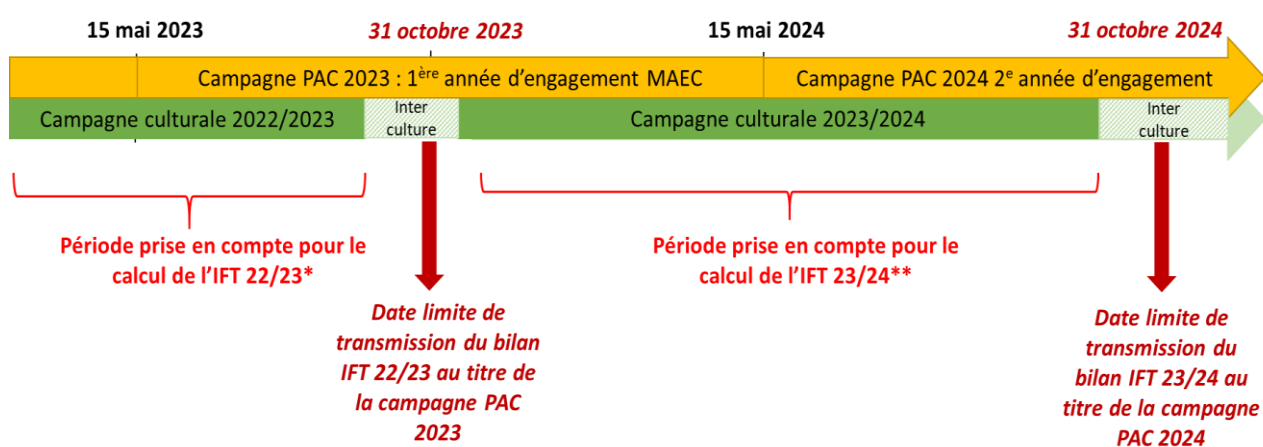 15 mai 2023
31 octobre 2023
15 mai 2024
31 octobre 2024
Campagne PAC 2023 : 1ère année d’engagement MAEC
Campagne PAC 2024 2e année d’engagement
Campagne culturale 2022/2023
Inter
culture
Campagne culturale 2023/2024
Inter
culture
Période prise en compte pour le
calcul de l’IFT 22/23*
Période prise en compte pour le
calcul de l’IFT 23/24**
Date limite de
transmission du bilan
IFT 22/23 au titre de
la campagne PAC
2023
Date limite de
transmission du
bilan IFT 23/24 au
titre de la campagne
PAC 2024